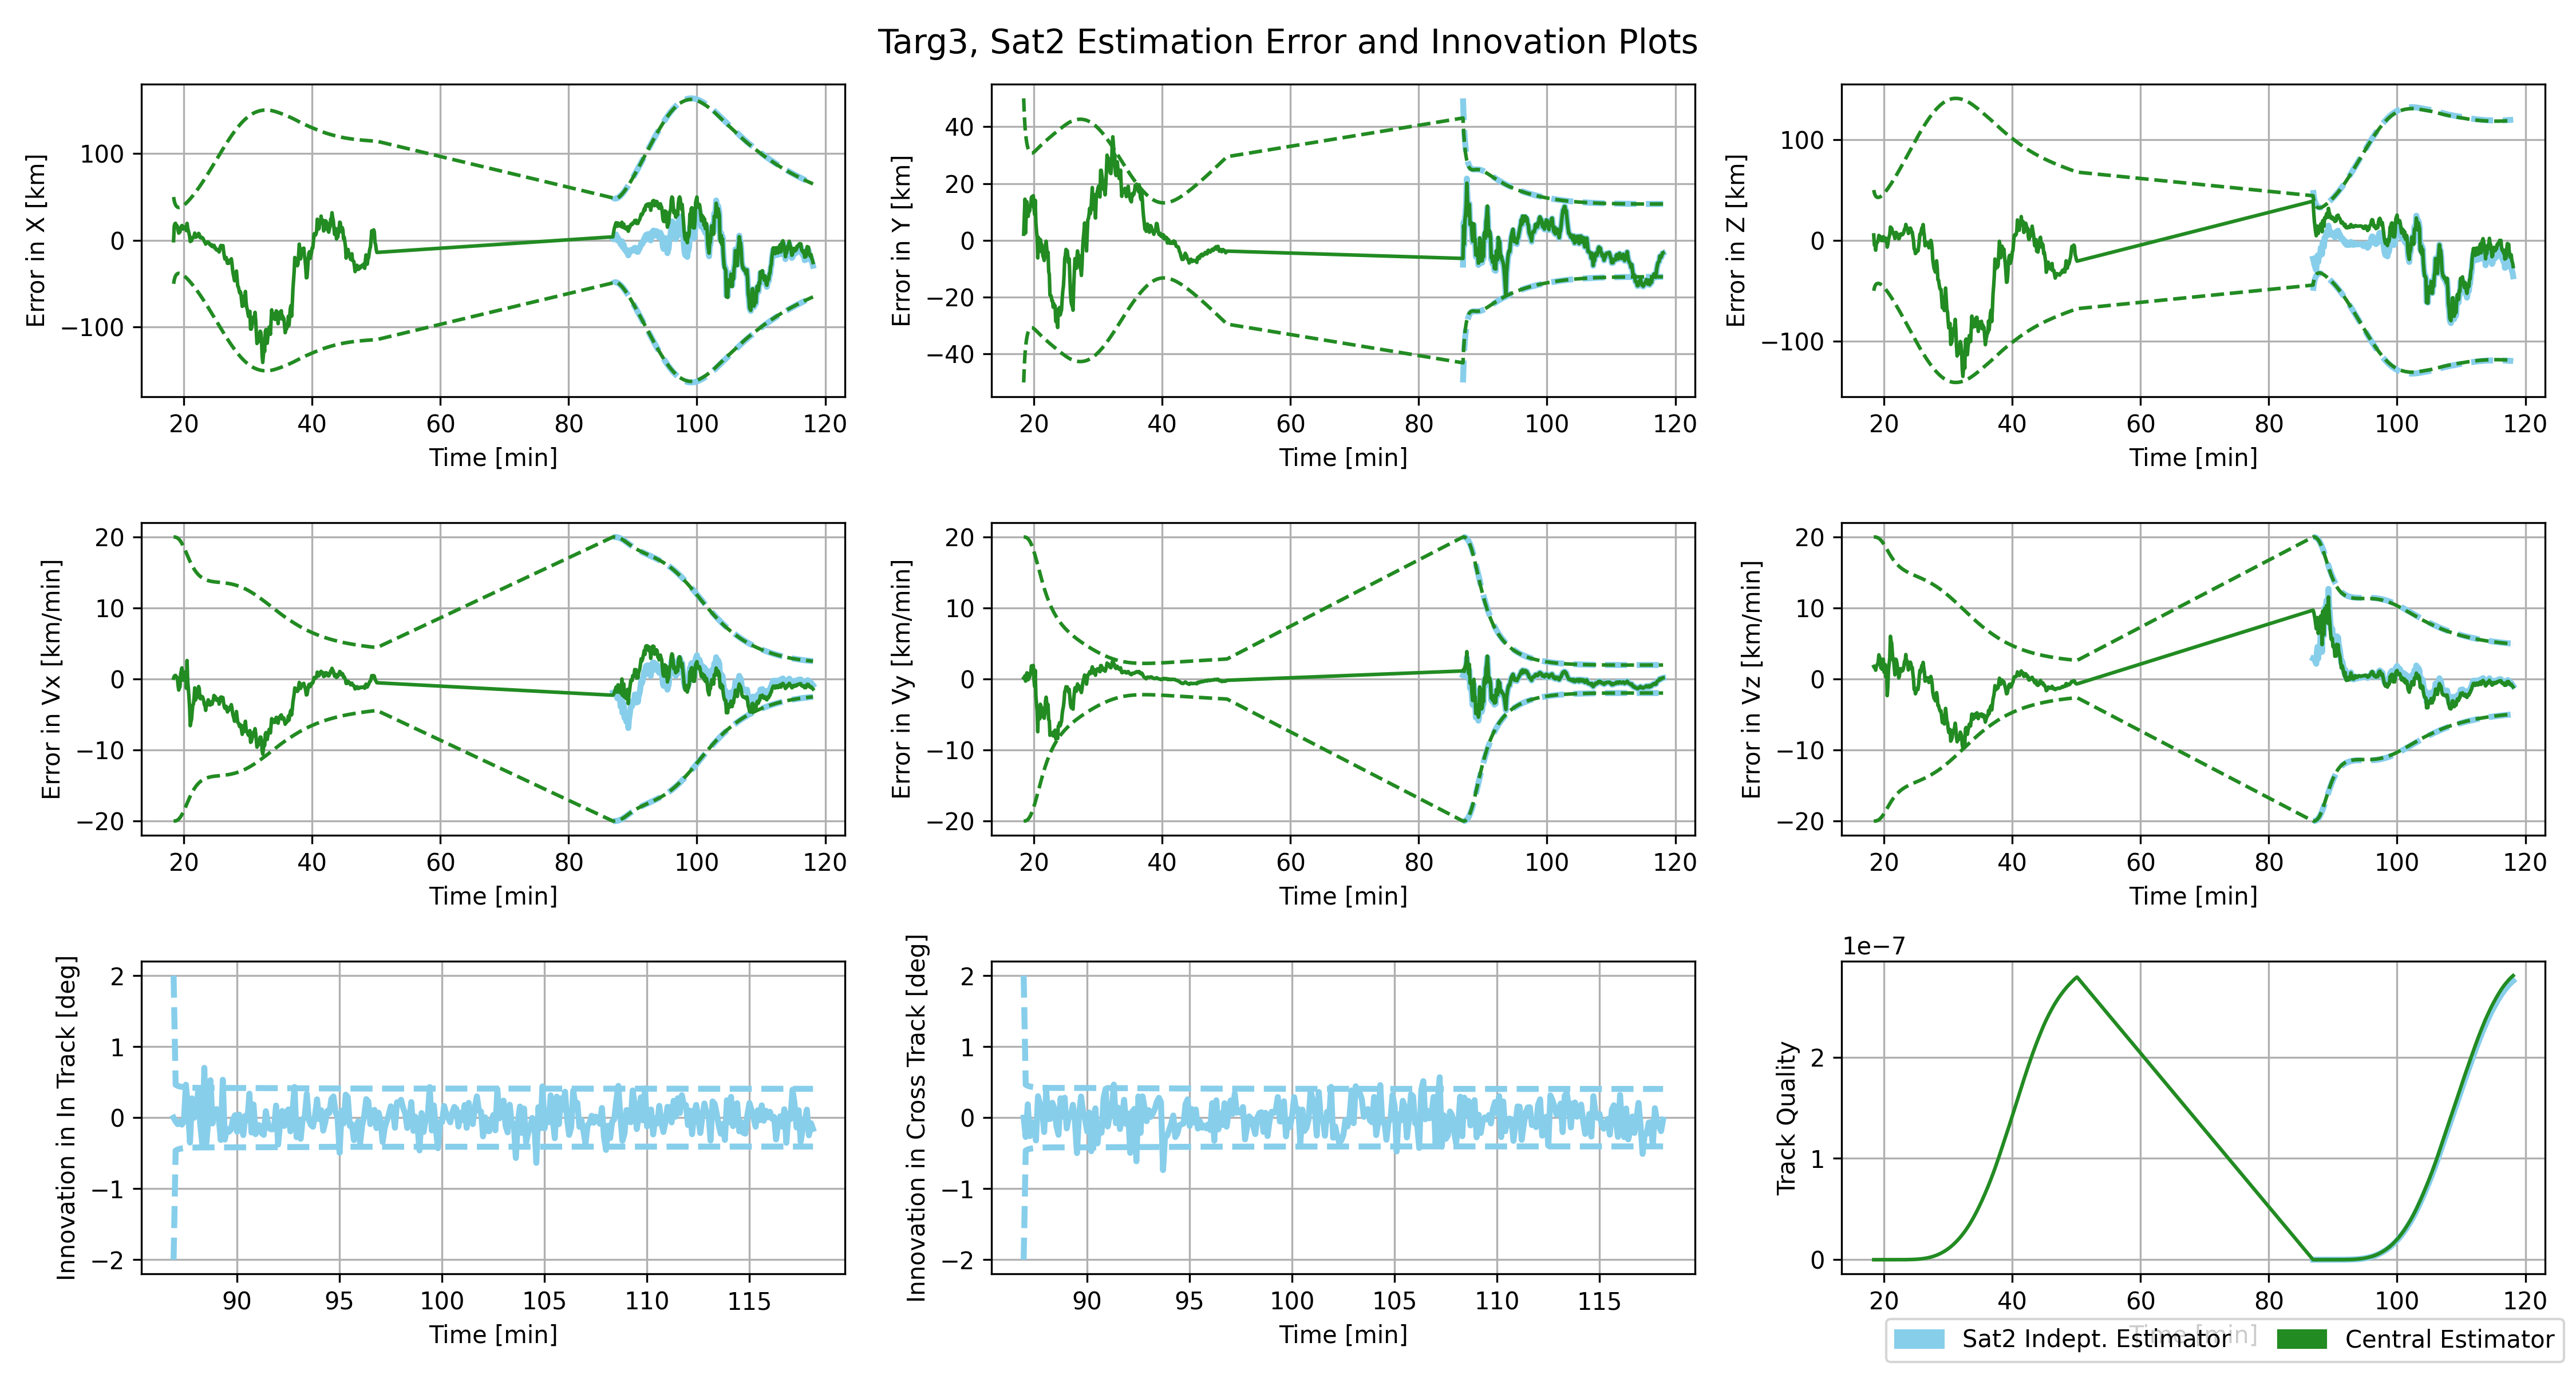 Targ3, Sat2 Estimation Error and Innovation Plots
Error in X [km]
100
0
−100
20 40 60 80 100 120
Time [min]
Error in Y [km]
40
20
0
−20
−40
20 40 60 80 100 120
Time [min]
Error in Z [km]
100
0
−100
20 40 60 80 100 120
Time [min]
Error in Vx [km/min]
20
10
0
−10
−20
20 40 60 80 100 120
Time [min]
Error in Vy [km/min]
20
10
0
−10
−20
20 40 60 80 100 120
Time [min]
Error in Vz [km/min]
20
10
0
−10
−20
20 40 60 80 100 120
Time [min]
Innovation in In Track [deg]
2
1
0
−1
−2
90 95 100 105 110 115
Time [min]
Innovation in Cross Track [deg]
2
1
0
−1
−2
90 95 100 105 110 115
Time [min]
1e−7
Track Quality
2
1
0
20 40 60 80 100 120
Time [min]
Sat2 Indept. Estimator
Central Estimator